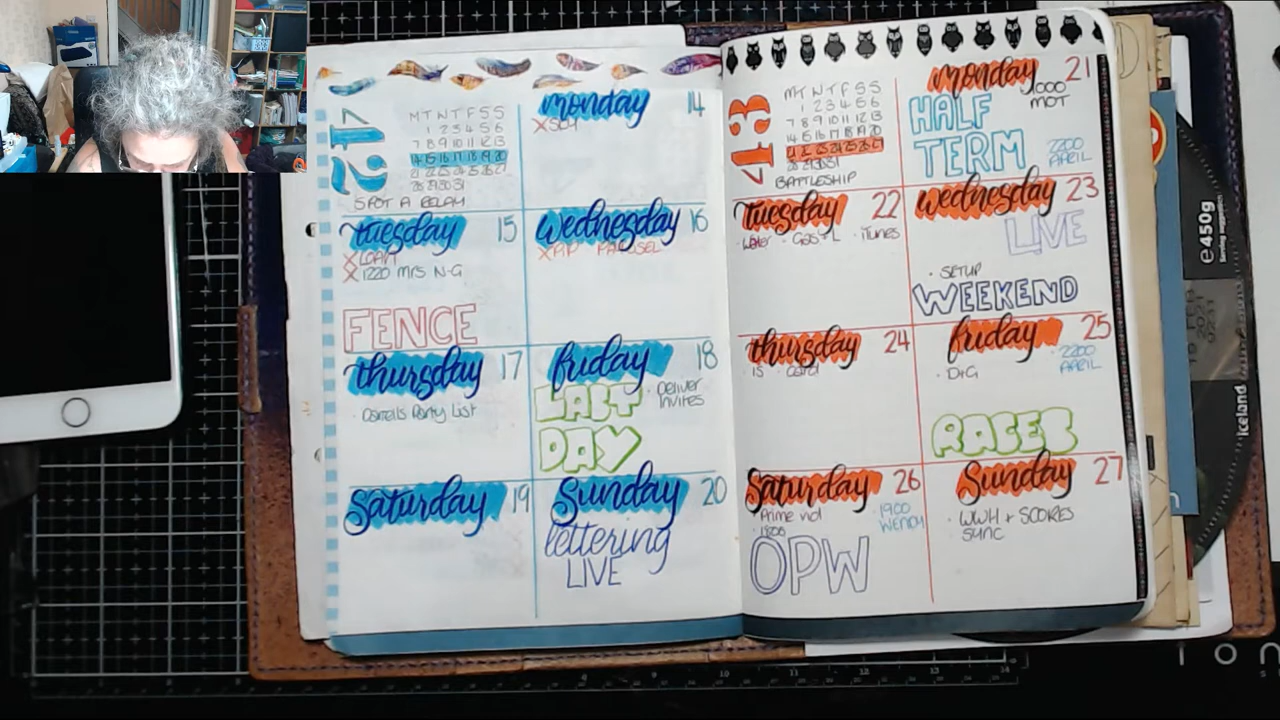 42
M T W T F S S
1 2 3 4 5 6
7 8 9 10 11 12 13
14 15 16 17 18 19 20
21 22 23 24 25 26 27
28 29 30 31
SPOT A
monday 14
tuesday 15
X LOAN
X 1220 MRS N-G
FENCE
wednesday 16
X PIP
thursday 17
Party List
friday 18
LAST
DAY
· Deliver
Invites
saturday 19
sunday 20
lettering
LIVE
43
M T W T F S S
1 2 3 4 5 6
7 8 9 10 11 12 13
14 15 16 17 18 19 20
21 22 23 24 25 26 27
28 29 30 31
BATTLESHIP
monday 21
1000
MOT
HALF
TERM
2200
APRIL
tuesday 22
· Water · Gas + L · iTunes
wednesday 23
LIVE
· SETUP
WEEKEND
thursday 24
friday 25
· D+G
· 2200
APRIL
RACES
saturday 26
Prime vid
· 1900
WENDY
OPW
sunday 27
· WWH + SCORES
SYNC
e450g
Iceland